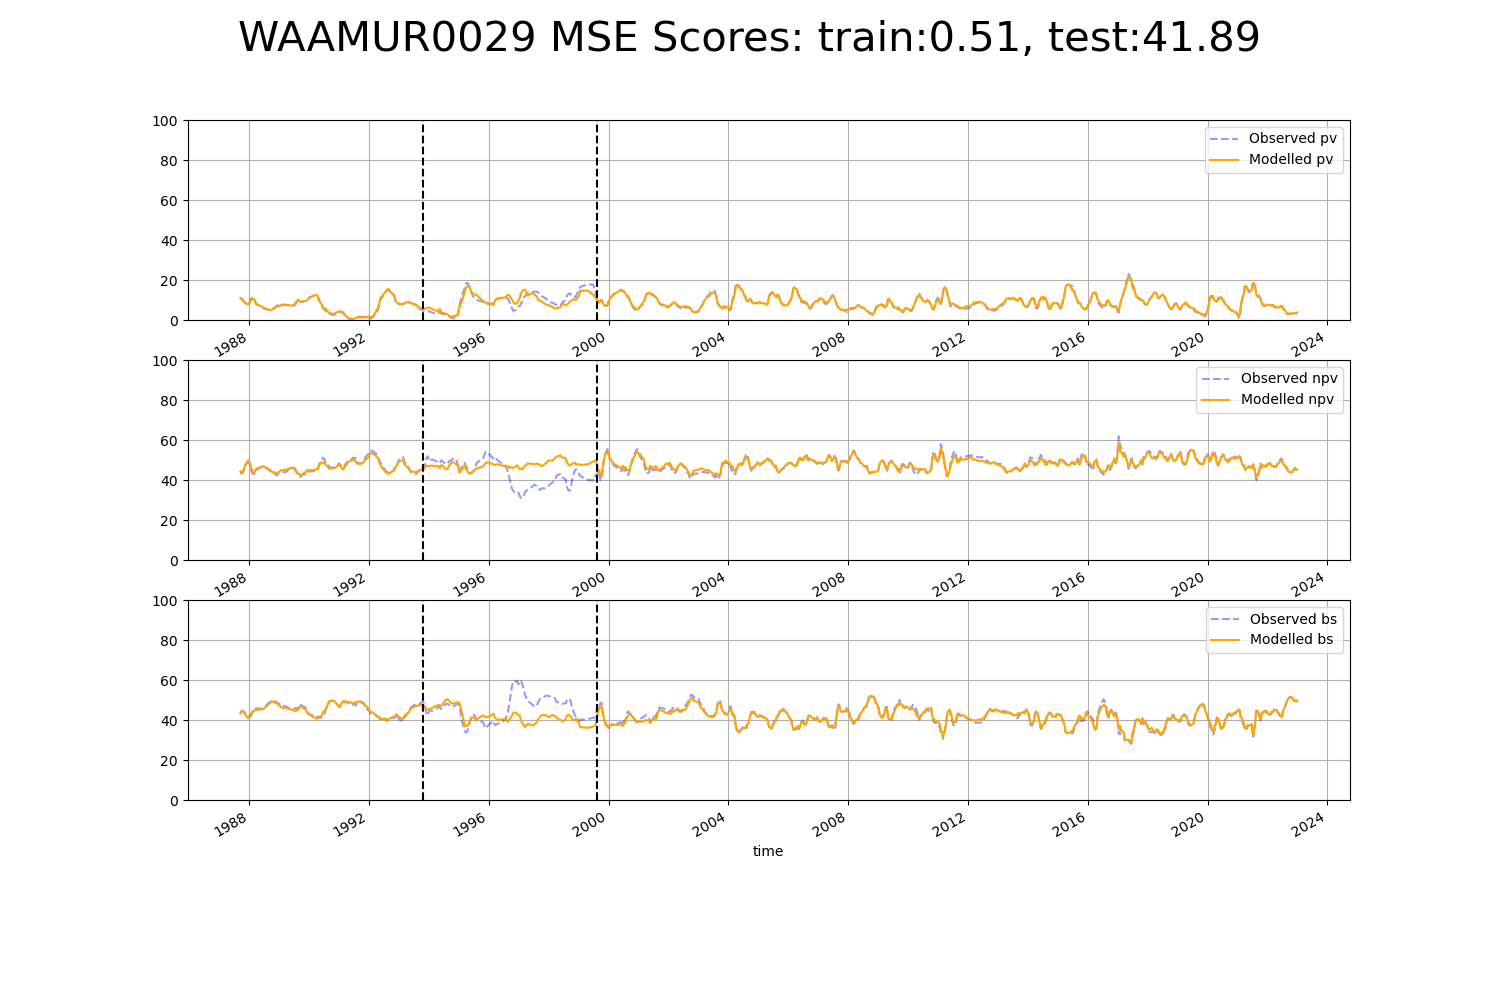 WAAMUR0029 MSE Scores: train:0.51, test:41.89
100
80
60
40
20
0
Observed pv
Modelled pv
1988 1992 1996 2000 2004 2008 2012 2016 2020 2024
100
80
60
40
20
0
Observed npv
Modelled npv
1988 1992 1996 2000 2004 2008 2012 2016 2020 2024
100
80
60
40
20
0
Observed bs
Modelled bs
1988 1992 1996 2000 2004 2008 2012 2016 2020 2024
time